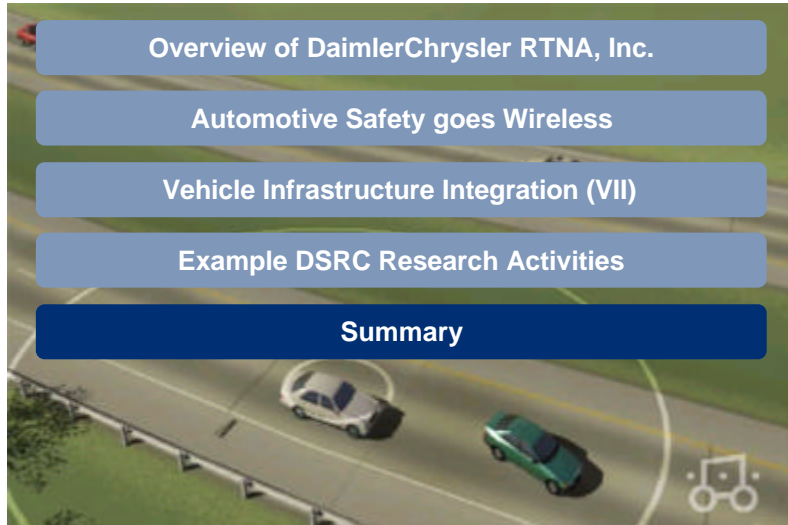 Overview of DaimlerChrysler RTNA, Inc.
Automotive Safety goes Wireless
Vehicle Infrastructure Integration (VII)
Example DSRC Research Activities
Summary